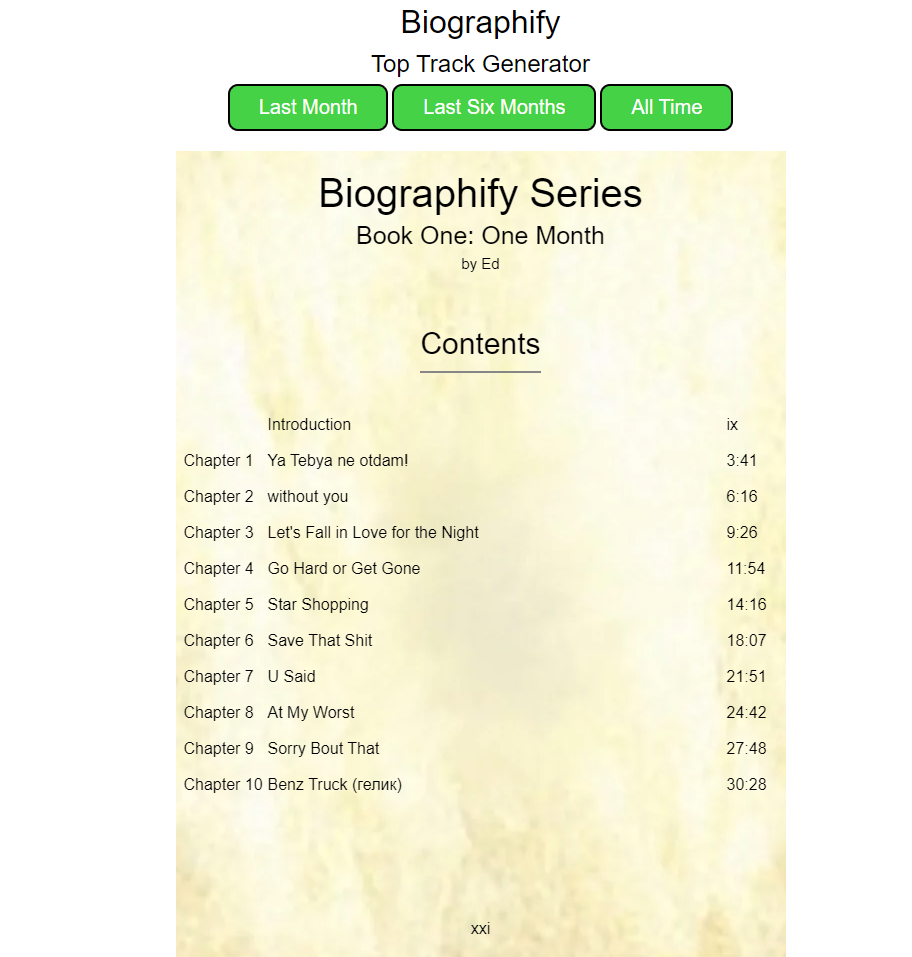 Biographify
Top Track Generator
Last Month Last Six Months All Time
Biographify Series
Book One: One Month
by Ed
Contents
Introduction ix
Chapter 1 Ya Tebya ne otdam! 3:41
Chapter 2 without you 6:16
Chapter 3 Let's Fall in Love for the Night 9:26
Chapter 4 Go Hard or Get Gone 11:54
Chapter 5 Star Shopping 14:16
Chapter 6 Save That Shit 18:07
Chapter 7 U Said 21:51
Chapter 8 At My Worst 24:42
Chapter 9 Sorry Bout That 27:48
Chapter 10 Benz Truck (гелик) 30:28
xxi